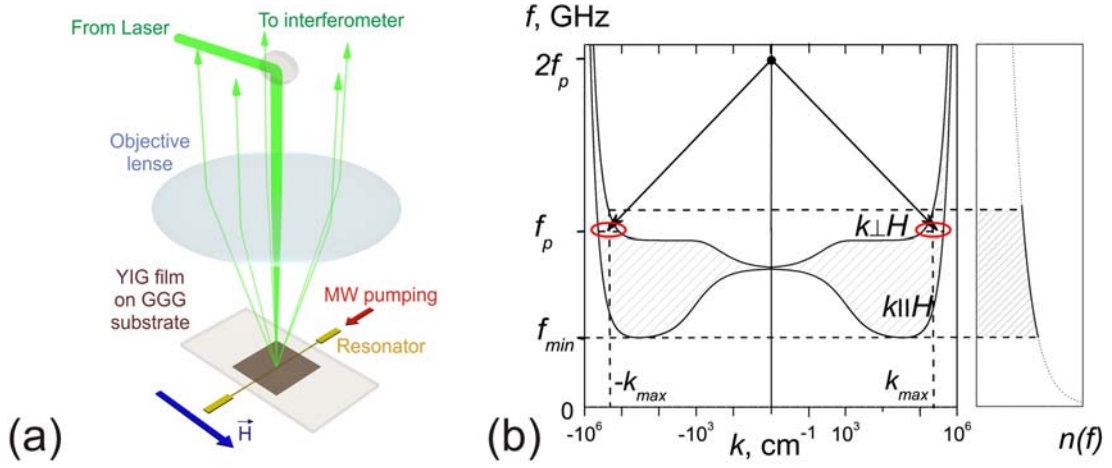 From Laser
To interferometer
Objective
lense
YIG film
on GGG
substrate
MW pumping
Resonator
H
(a)
f, GHz
2f_p
f_p
f_min
0
k⊥H
k||H
-k_max
k_max
-10^6
-10^3
k, cm^-1
10^3
10^6
n(f)
(b)